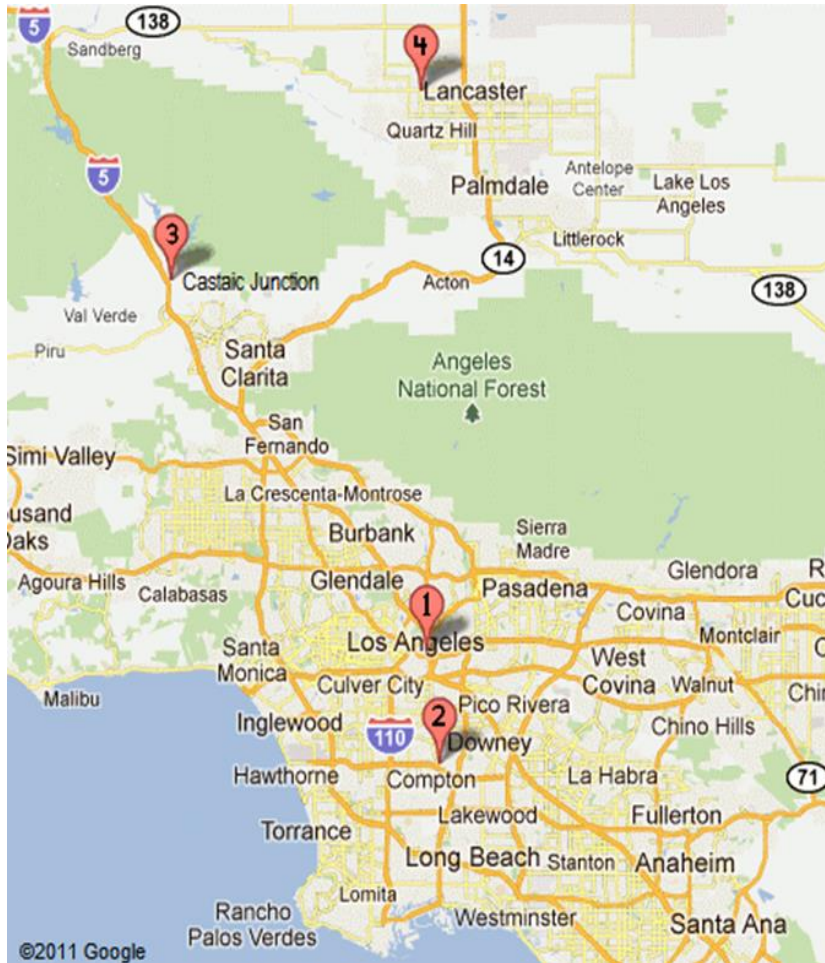 5
138
Sandberg
4
Lancaster
Quartz Hill
5
Palmdale
Antelope
Center
Lake Los
Angeles
3
Littlerock
14
Castaic Junction
Acton
138
Val Verde
Piru
Santa
Clarita
Angeles
National Forest
San
Fernando
Simi Valley
La Crescenta-Montrose
ousand
Oaks
Burbank
Sierra
Madre
Agoura Hills
Calabasas
Glendale
Pasadena
Glendora
R
Cuc
1
Covina
Los Angeles
Montclair
C
Santa
Monica
Culver City
West
Covina
Walnut
Chin
Malibu
Inglewood
2
Pico Rivera
Chino Hills
110
Downey
Hawthorne
Compton
La Habra
71
Torrance
Lakewood
Fullerton
Long Beach
Stanton
Anaheim
Lomita
Rancho
Palos Verdes
Westminster
Santa Ana
©2011 Google